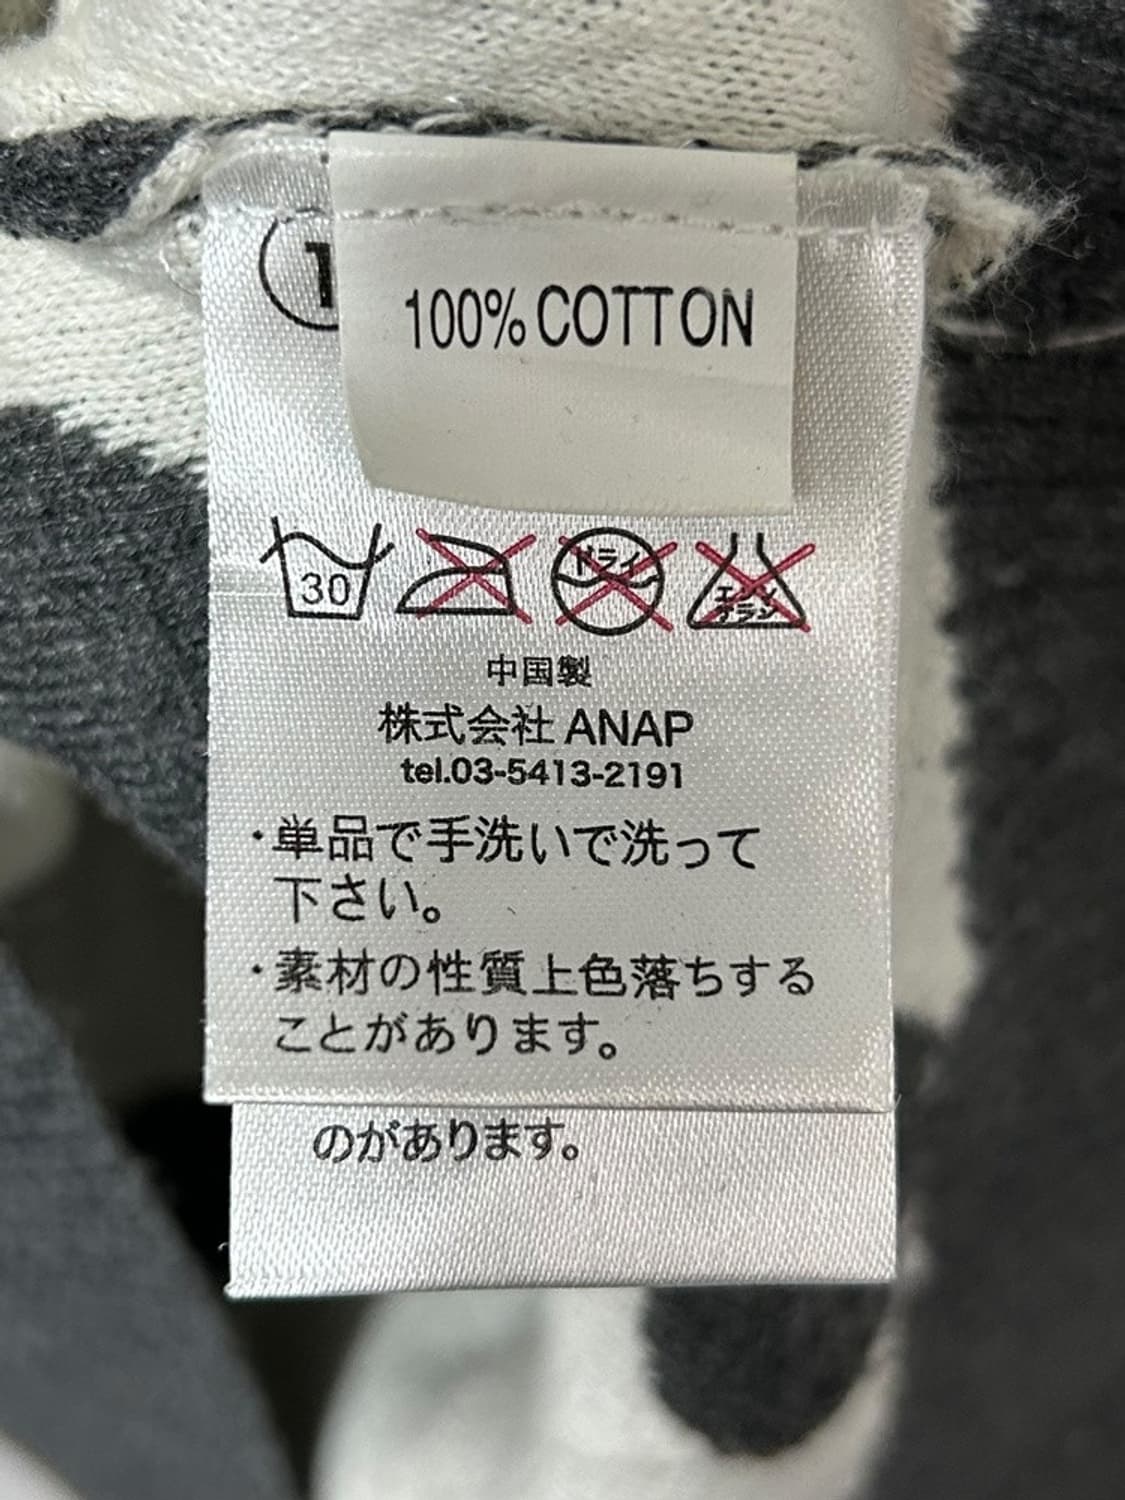 1
100% COTTON
30
ドライ
エンソ
サラシ
中国製
株式会社 ANAP
tel.03-5413-2191
・単品で手洗いで洗って
下さい。
・素材の性質上色落ちする
ことがあります。
のがあります。